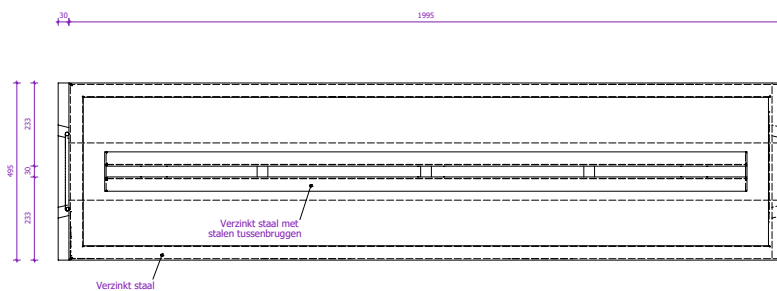 30
1995
233
495
30
233
Verzinkt staal met
stalen tussenbruggen
Verzinkt staal